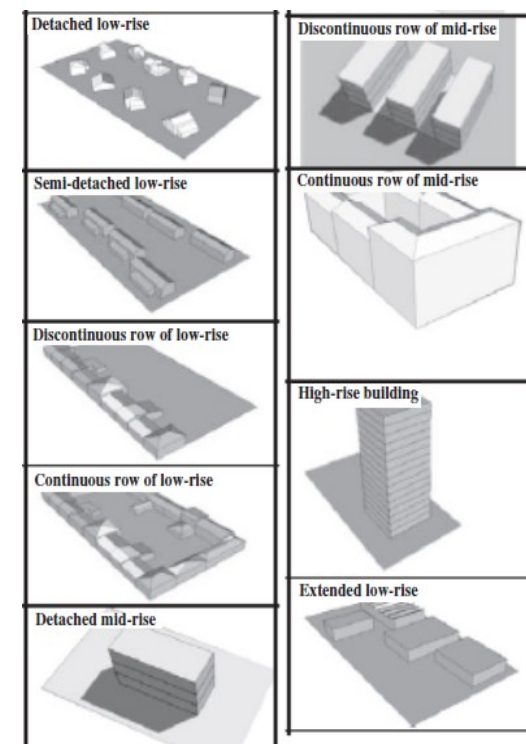 Detached low-rise
Semi-detached low-rise
Discontinuous row of low-rise
Continuous row of low-rise
Detached mid-rise
Discontinuous row of mid-rise
Continuous row of mid-rise
High-rise building
Extended low-rise